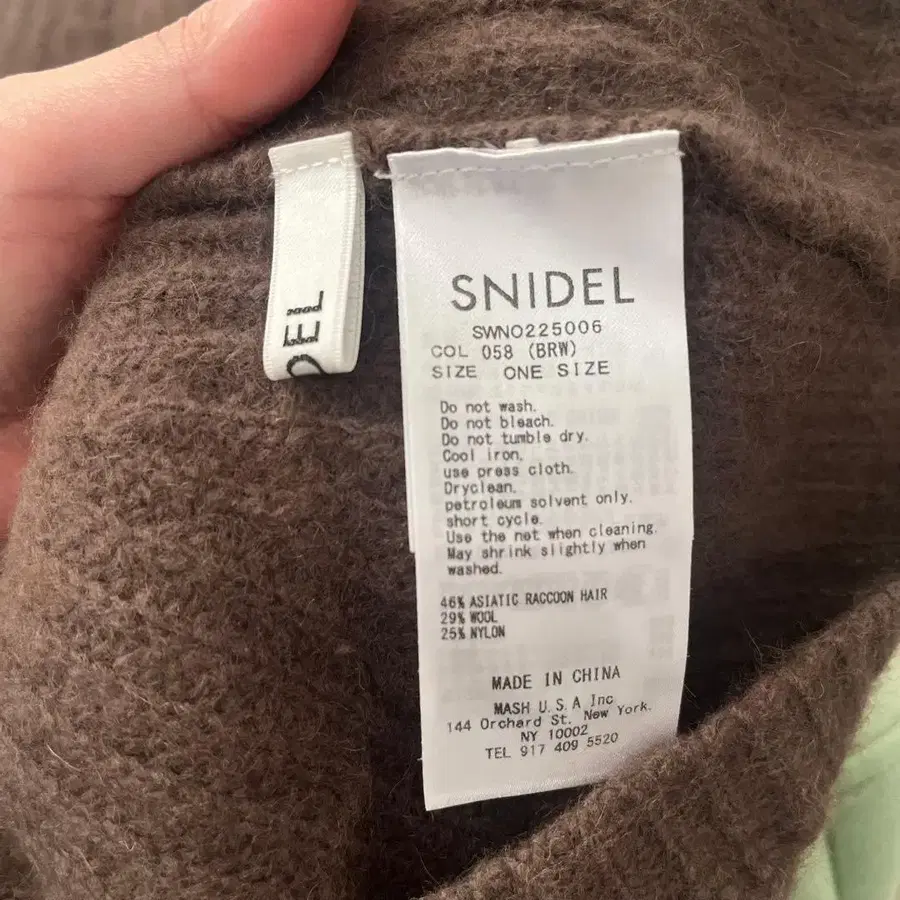 DEL
SNIDEL
SWNO225006
COL 058 (BRW)
SIZE ONE SIZE
Do not wash.
Do not bleach.
Do not tumble dry.
Cool iron.
use press cloth.
Dryclean.
petroleum solvent only.
short cycle.
Use the net when cleaning.
May shrink slightly when
washed.
46% ASIATIC RACCOON HAIR
29% WOOL
25% NYLON
MADE IN CHINA
MASH U.S.A Inc
144 Orchard St. New York.
NY 10002
TEL 917 409 5520